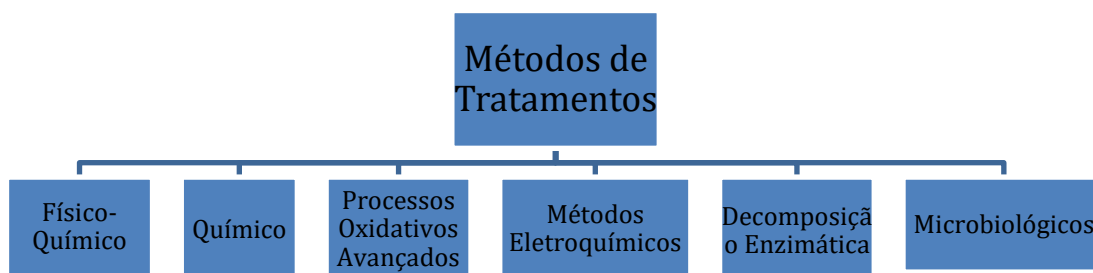 Métodos de
Tratamentos
Físico-
Químico
Químico
Processos
Oxidativos
Avançados
Métodos
Eletroquímicos
Decomposiçã
o Enzimática
Microbiológicos